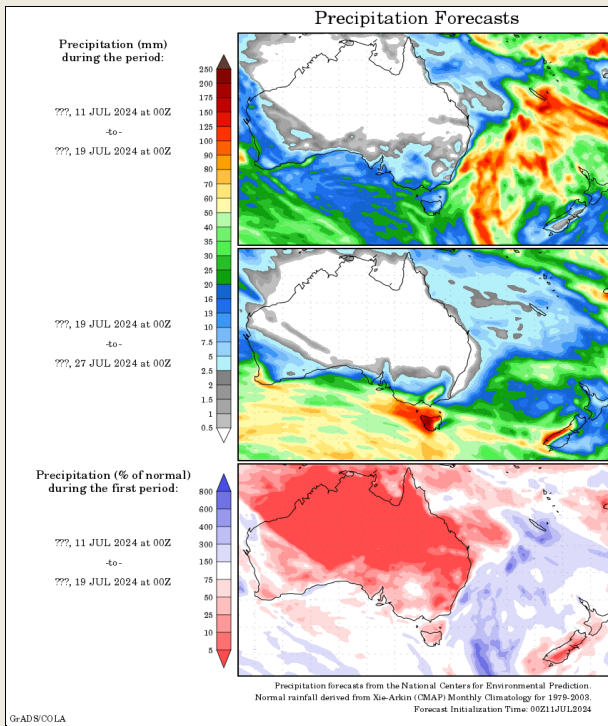 Precipitation Forecasts
Precipitation (mm)
during the period:
???, 11 JUL 2024 at 00Z
-to-
???, 19 JUL 2024 at 00Z
250
200
175
150
125
100
90
80
70
60
50
40
35
30
25
20
16
13
10
7.5
5
2.5
2
1.5
1
0.5
???, 19 JUL 2024 at 00Z
-to-
???, 27 JUL 2024 at 00Z
Precipitation (% of normal)
during the first period:
???, 11 JUL 2024 at 00Z
-to-
???, 19 JUL 2024 at 00Z
800
600
400
300
150
75
50
25
10
5
Precipitation forecasts from the National Centers for Environmental Prediction.
Normal rainfall derived from Xie-Arkin (CMAP) Monthly Climatology for 1979-2003.
Forecast Initialization Time: 00Z11JUL2024
GrADS/COLA